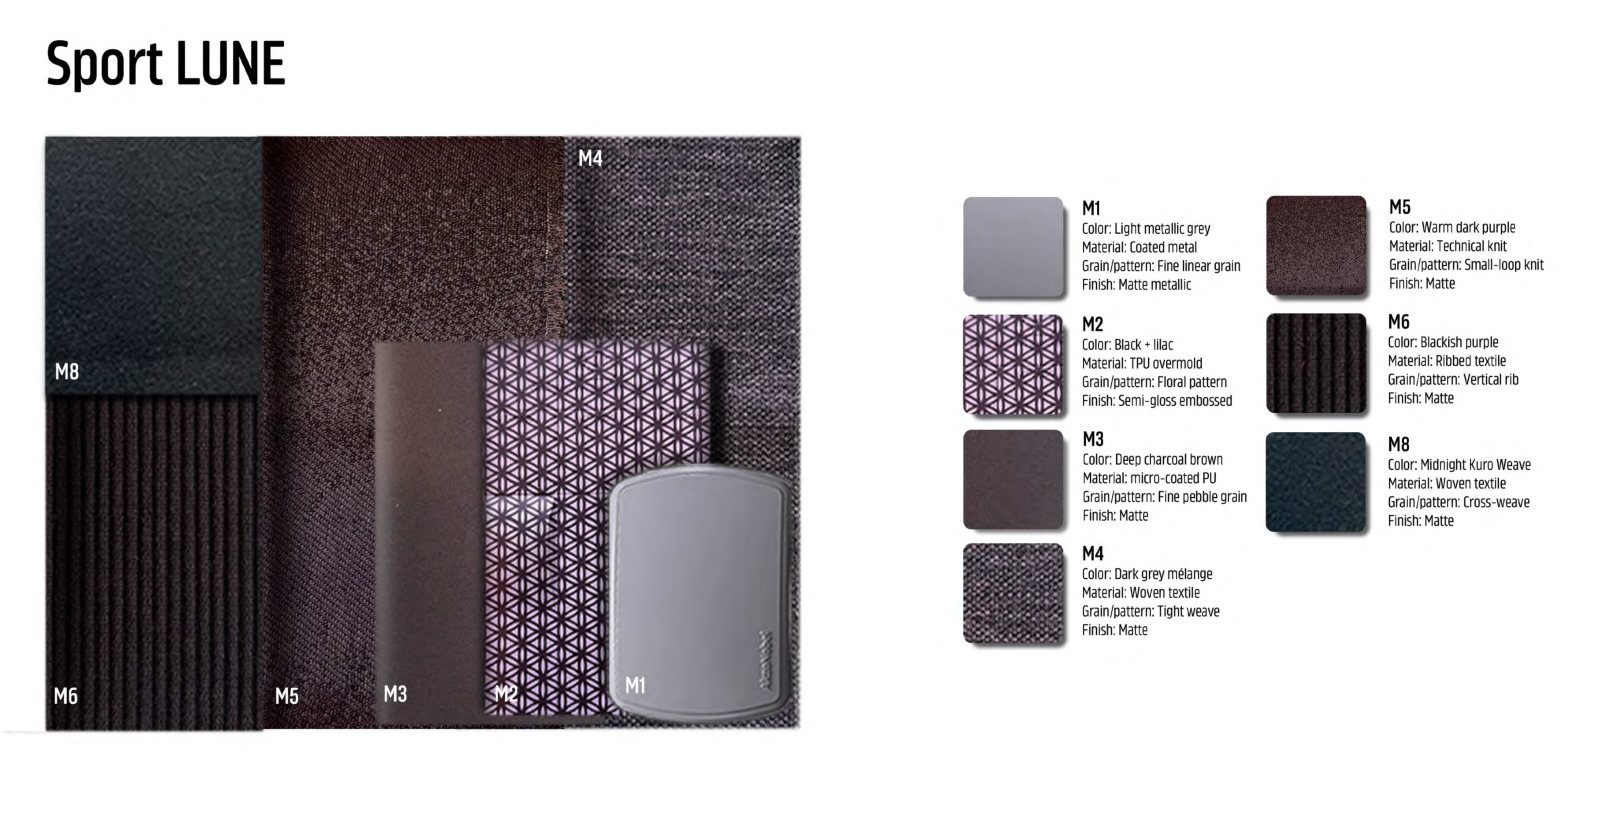 Sport LUNE
M4
M8
M6
M5
M3
M2
M1
M1
Color: Light metallic grey
Material: Coated metal
Grain/pattern: Fine linear grain
Finish: Matte metallic
M2
Color: Black + lilac
Material: TPU overmold
Grain/pattern: Floral pattern
Finish: Semi-gloss embossed
M3
Color: Deep charcoal brown
Material: micro-coated PU
Grain/pattern: Fine pebble grain
Finish: Matte
M4
Color: Dark grey mélange
Material: Woven textile
Grain/pattern: Tight weave
Finish: Matte
M5
Color: Warm dark purple
Material: Technical knit
Grain/pattern: Small-loop knit
Finish: Matte
M6
Color: Blackish purple
Material: Ribbed textile
Grain/pattern: Vertical rib
Finish: Matte
M8
Color: Midnight Kuro Weave
Material: Woven textile
Grain/pattern: Cross-weave
Finish: Matte